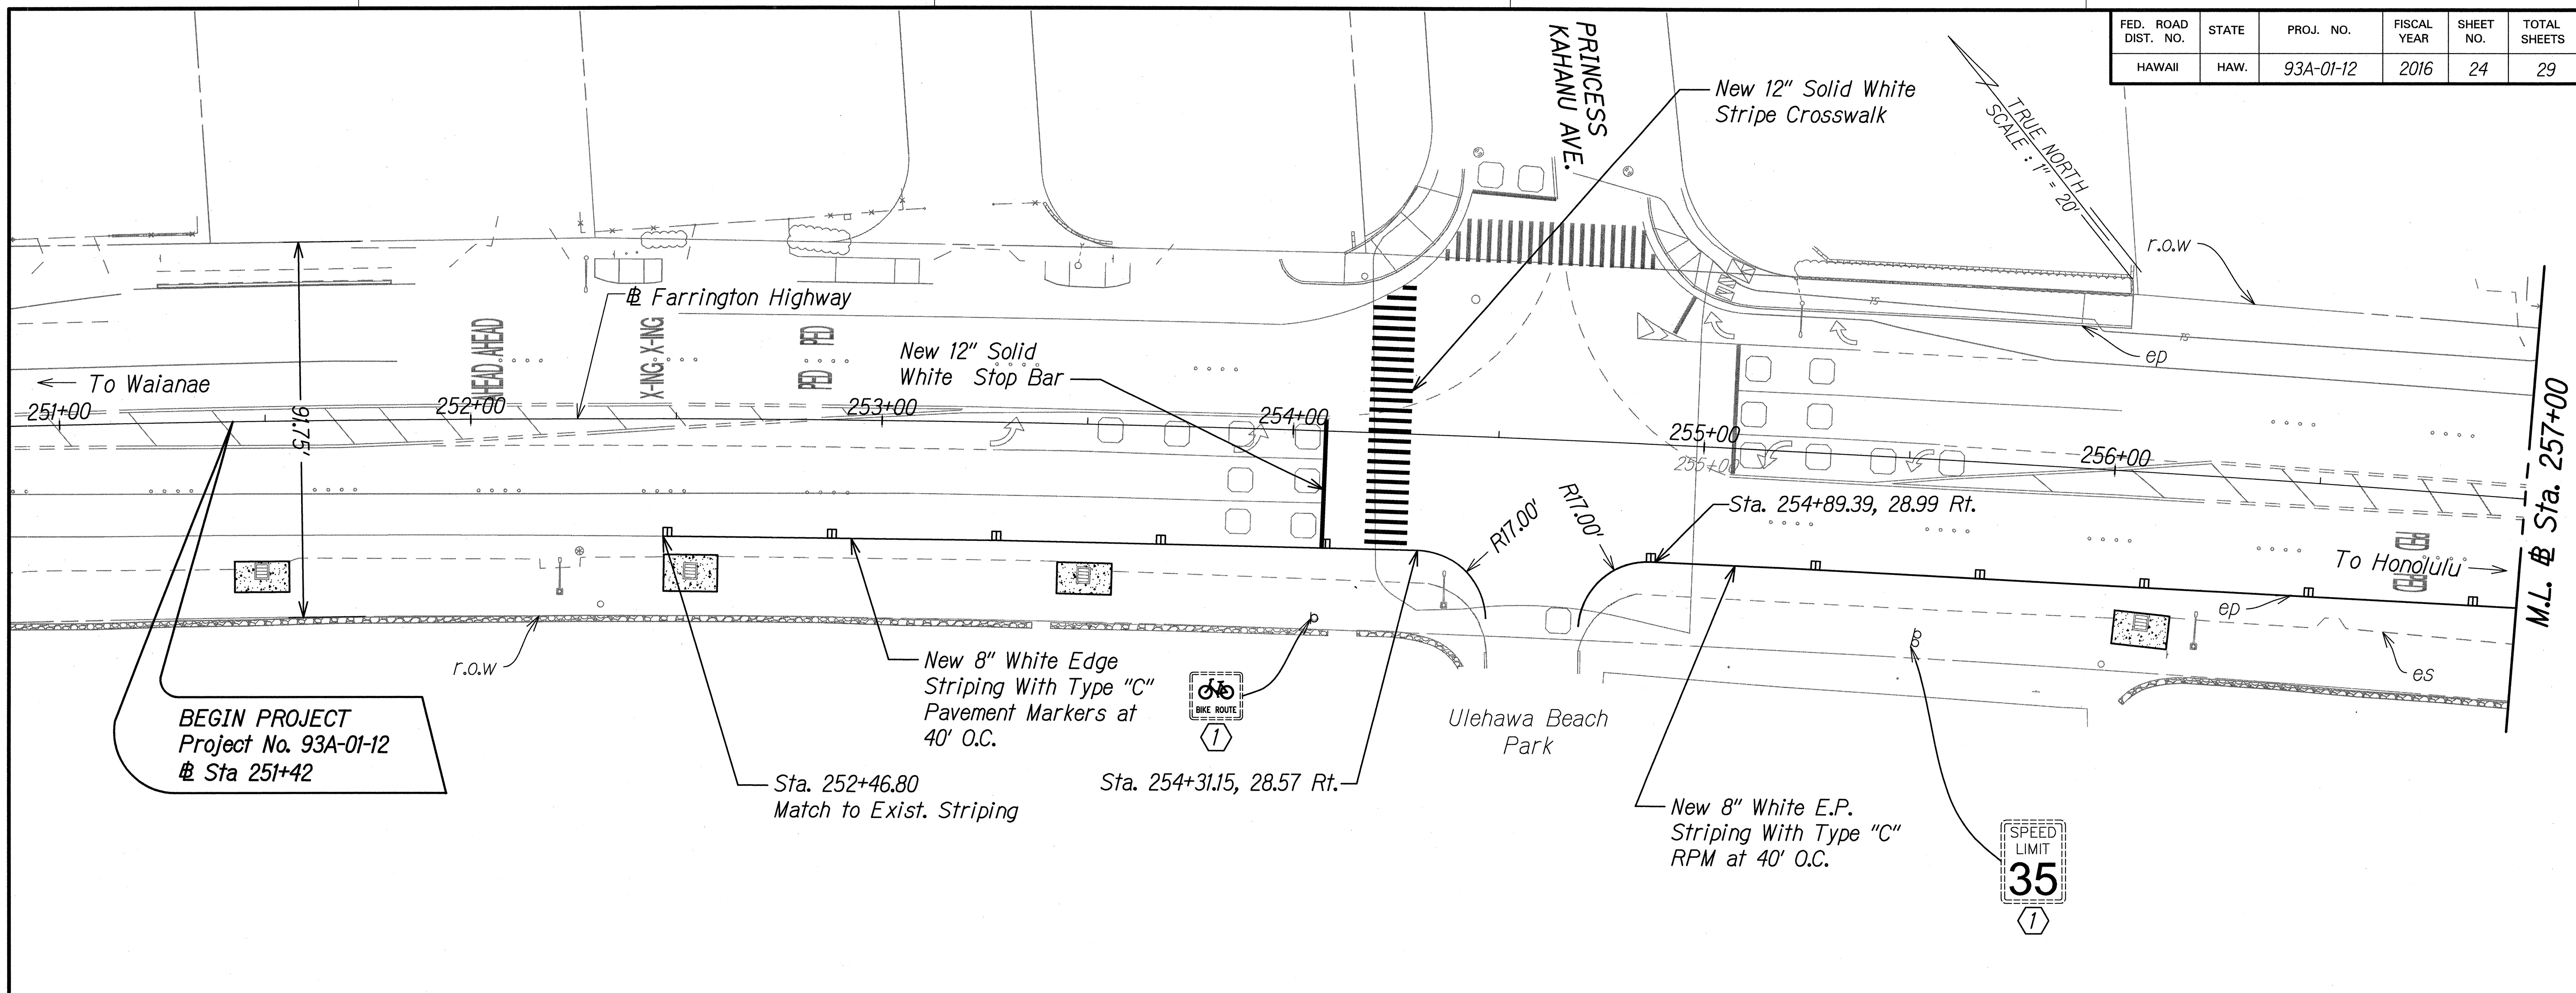 FED. ROAD DIST. NO.
STATE
PROJ. NO.
FISCAL YEAR
SHEET NO.
TOTAL SHEETS
HAWAII
HAW.
93A-01-12
2016
24
29
PRINCESS
KAHANU AVE.
New 12" Solid White
Stripe Crosswalk
TRUE NORTH
SCALE : 1" = 20'
r.o.w
℄ Farrington Highway
AHEAD AHEAD
X-ING X-ING
PED PED
New 12" Solid
White Stop Bar
TS
TS
ep
← To Waianae
91.75'
251+00
252+00
253+00
254+00
255+00
255+00
256+00
M.L. ℄ Sta. 257+00
R17.00'
R17.00'
Sta. 254+89.39, 28.99 Rt.
To Honolulu →
ep
es
r.o.w
New 8" White Edge
Striping With Type "C"
Pavement Markers at
40' O.C.
BIKE ROUTE
1
Ulehawa Beach
Park
BEGIN PROJECT
Project No. 93A-01-12
℄ Sta 251+42
Sta. 252+46.80
Match to Exist. Striping
Sta. 254+31.15, 28.57 Rt.
New 8" White E.P.
Striping With Type "C"
RPM at 40' O.C.
SPEED
LIMIT
35
1